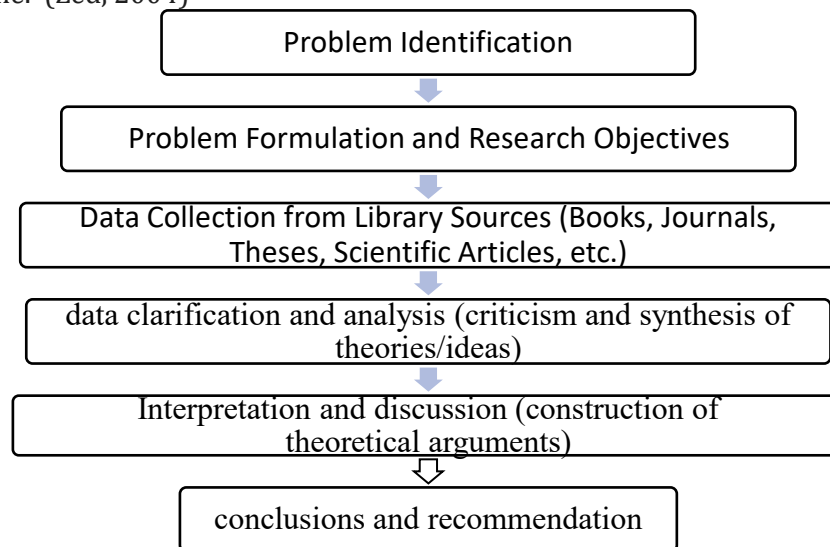 (Zed, 2004)
Problem Identification
Problem Formulation and Research Objectives
Data Collection from Library Sources (Books, Journals,
Theses, Scientific Articles, etc.)
data clarification and analysis (criticism and synthesis of
theories/ideas)
Interpretation and discussion (construction of
theoretical arguments)
conclusions and recommendation